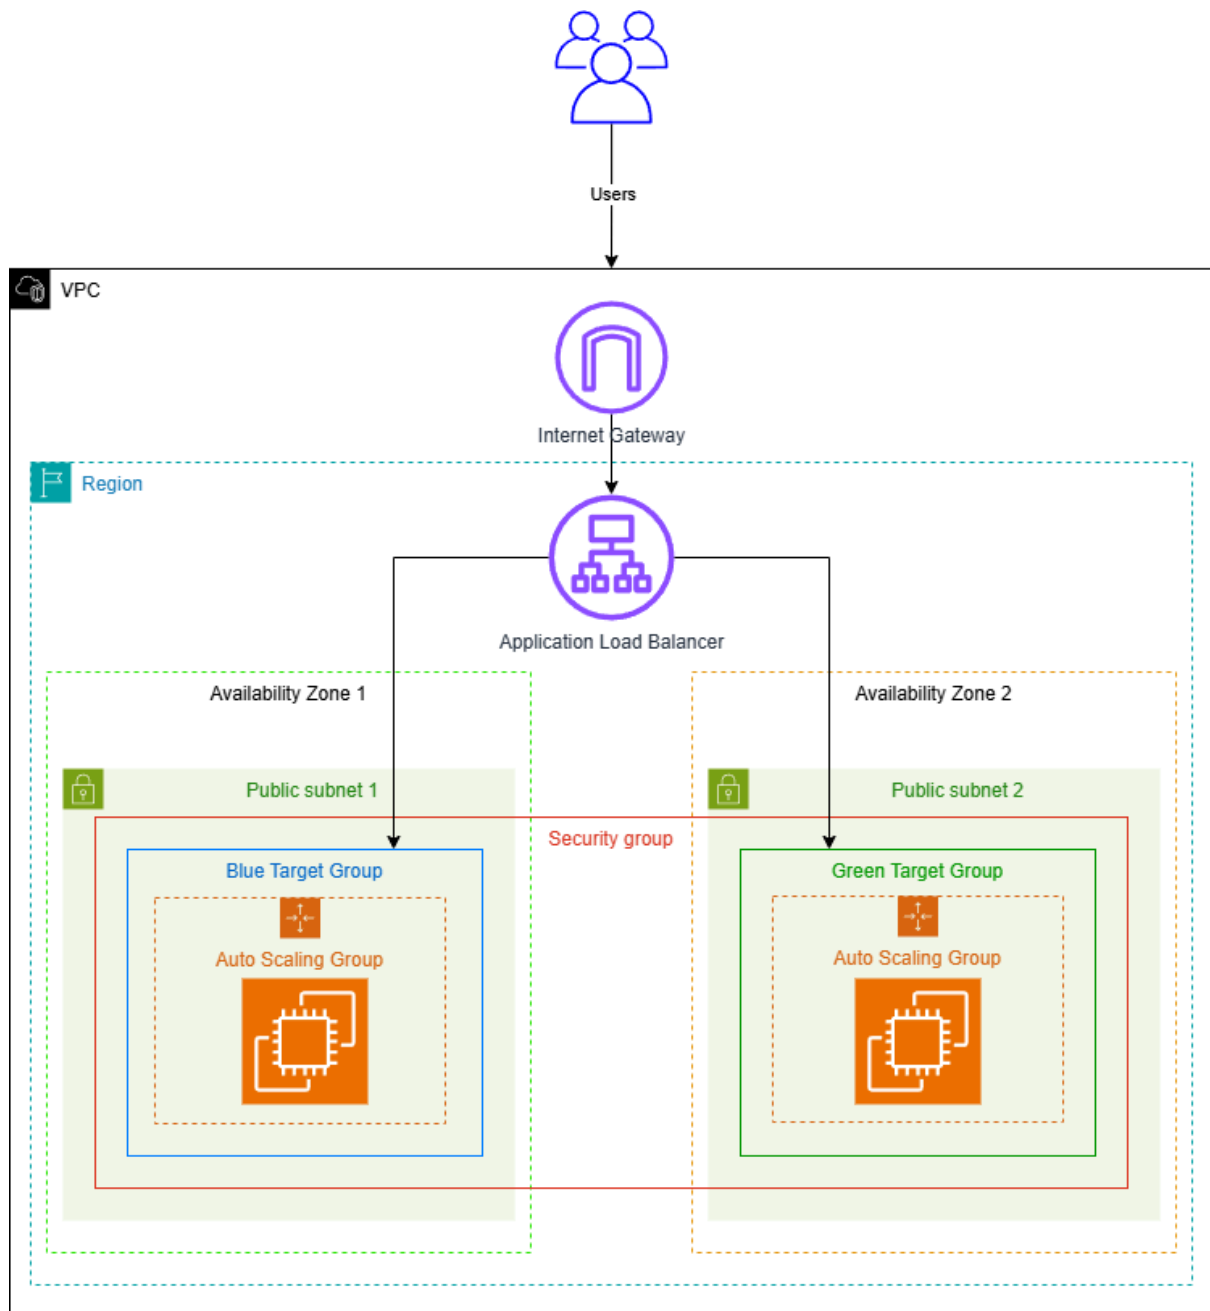 Users
VPC
Internet Gateway
Region
Application Load Balancer
Availability Zone 1
Availability Zone 2
Public subnet 1
Public subnet 2
Security group
Blue Target Group
Green Target Group
Auto Scaling Group
Auto Scaling Group